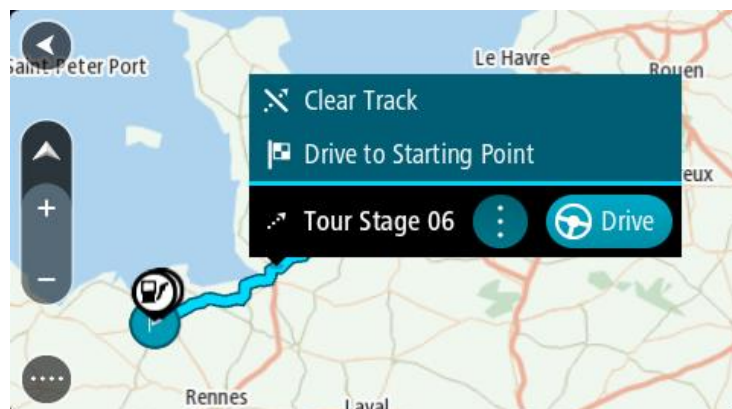 Saint Peter Port
Le Havre
Rouen
Clear Track
Drive to Starting Point
eux
Tour Stage 06
Drive
+
−
Rennes
Laval